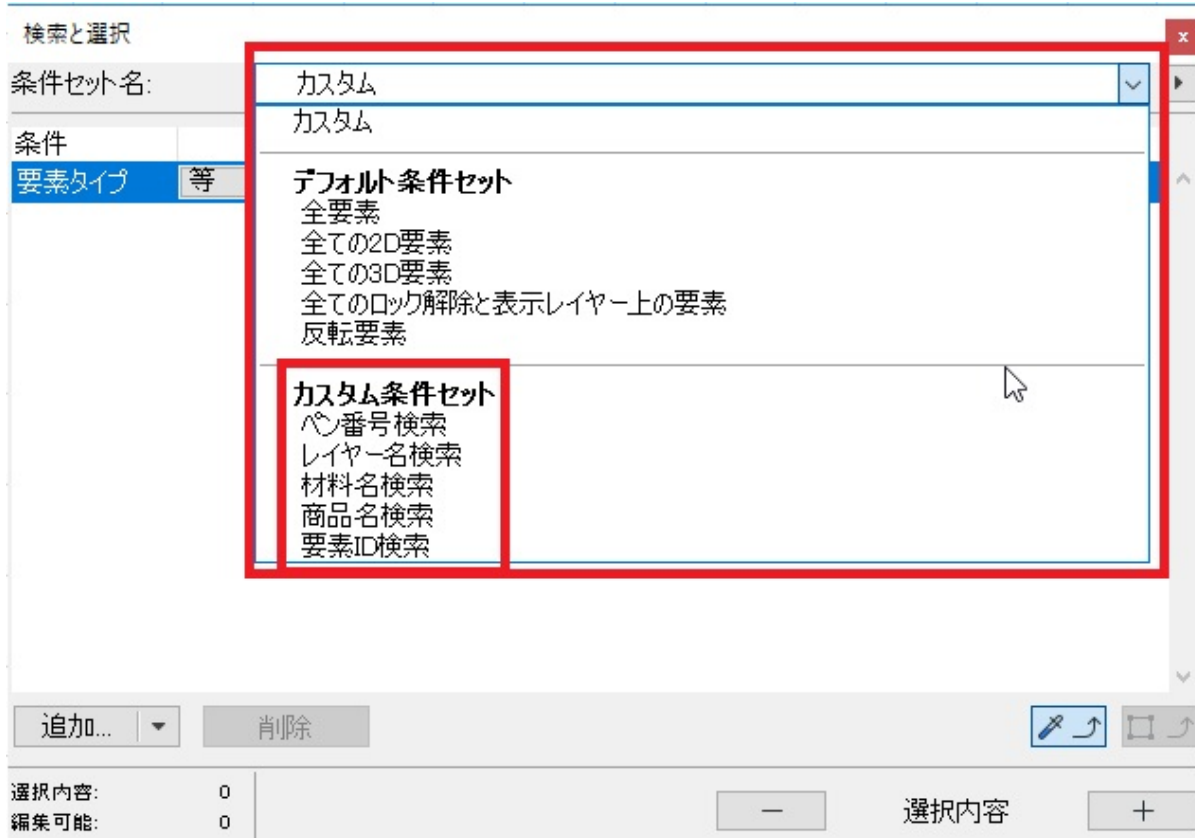 検索と選択
x
条件セット名:
カスタム
カスタム
条件
要素タイプ
等
デフォルト条件セット
全要素
全ての2D要素
全ての3D要素
全てのロック解除と表示レイヤー上の要素
反転要素
カスタム条件セット
ペン番号検索
レイヤー名検索
材料名検索
商品名検索
要素ID検索
追加...
削除
選択内容: 0
編集可能: 0
− 選択内容 +